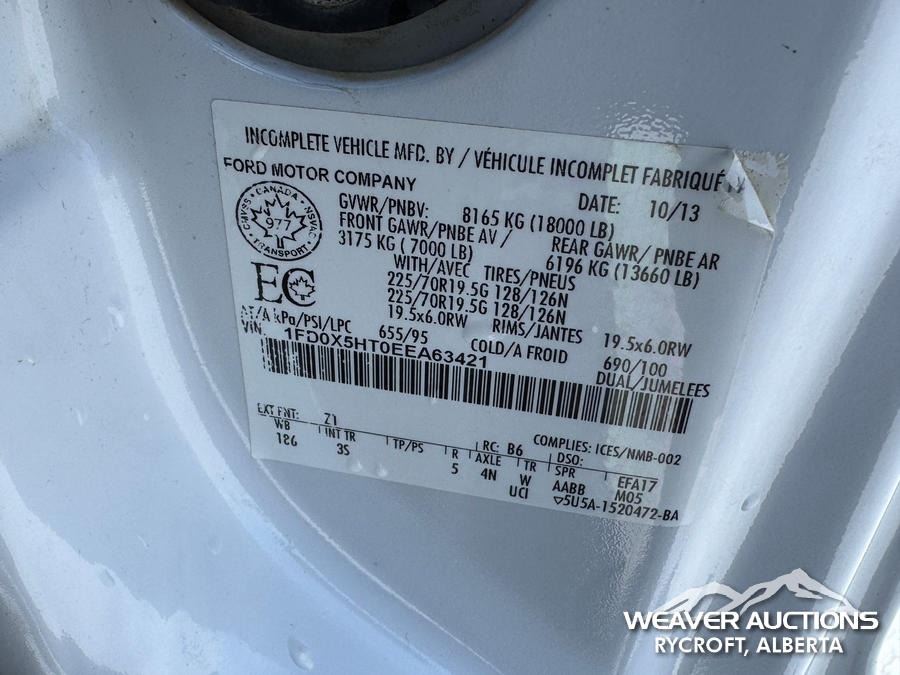 INCOMPLETE VEHICLE MFD. BY / VÉHICULE INCOMPLET FABRIQUÉ
FORD MOTOR COMPANY
DATE: 10/13
GVWR/PNBV: 8165 KG (18000 LB)
FRONT GAWR/PNBE AV / REAR GAWR/ PNBE AR
3175 KG ( 7000 LB) 6196 KG (13660 LB)
WITH/AVEC TIRES/PNEUS
225/70R19.5G 128/126N
225/70R19.5G 128/126N
19.5x6.0RW RIMS/JANTES 19.5x6.0RW
AT/A kPa/PSI/LPC 655/95 COLD/A FROID 690/100
VIN: 1FD0X5HT0EEA63421 DUAL/JUMELEES
CANADA
977
TRANSPORT
EC
EXT PNT: Z1 RC: B6 COMPLIES: ICES/NMB-002
DSO:
WB INT TR TP/PS R AXLE TR SPR EFA17
186 3S 5 4N W AABB M05
UCI 5U5A-1520472-BA
WEAVER AUCTIONS
RYCROFT, ALBERTA